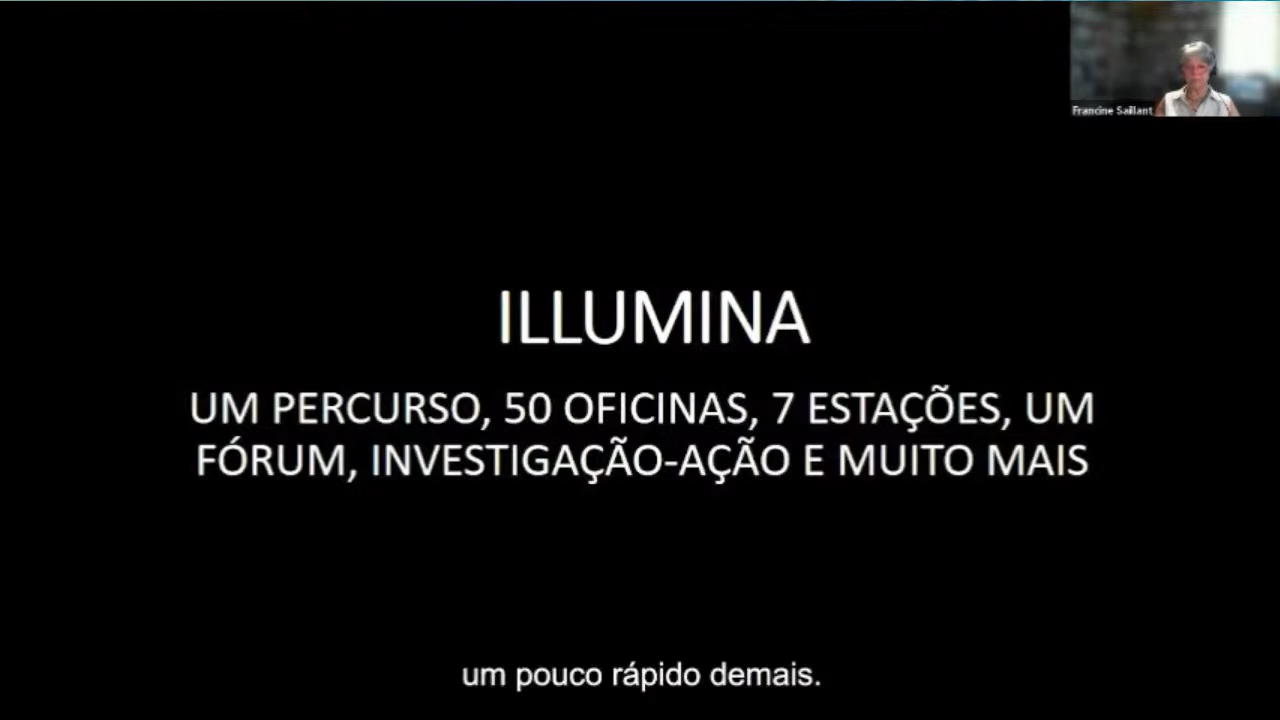 Francine Saillant
ILLUMINA
UM PERCURSO, 50 OFICINAS, 7 ESTAÇÕES, UM
FÓRUM, INVESTIGAÇÃO-AÇÃO E MUITO MAIS
um pouco rápido demais.